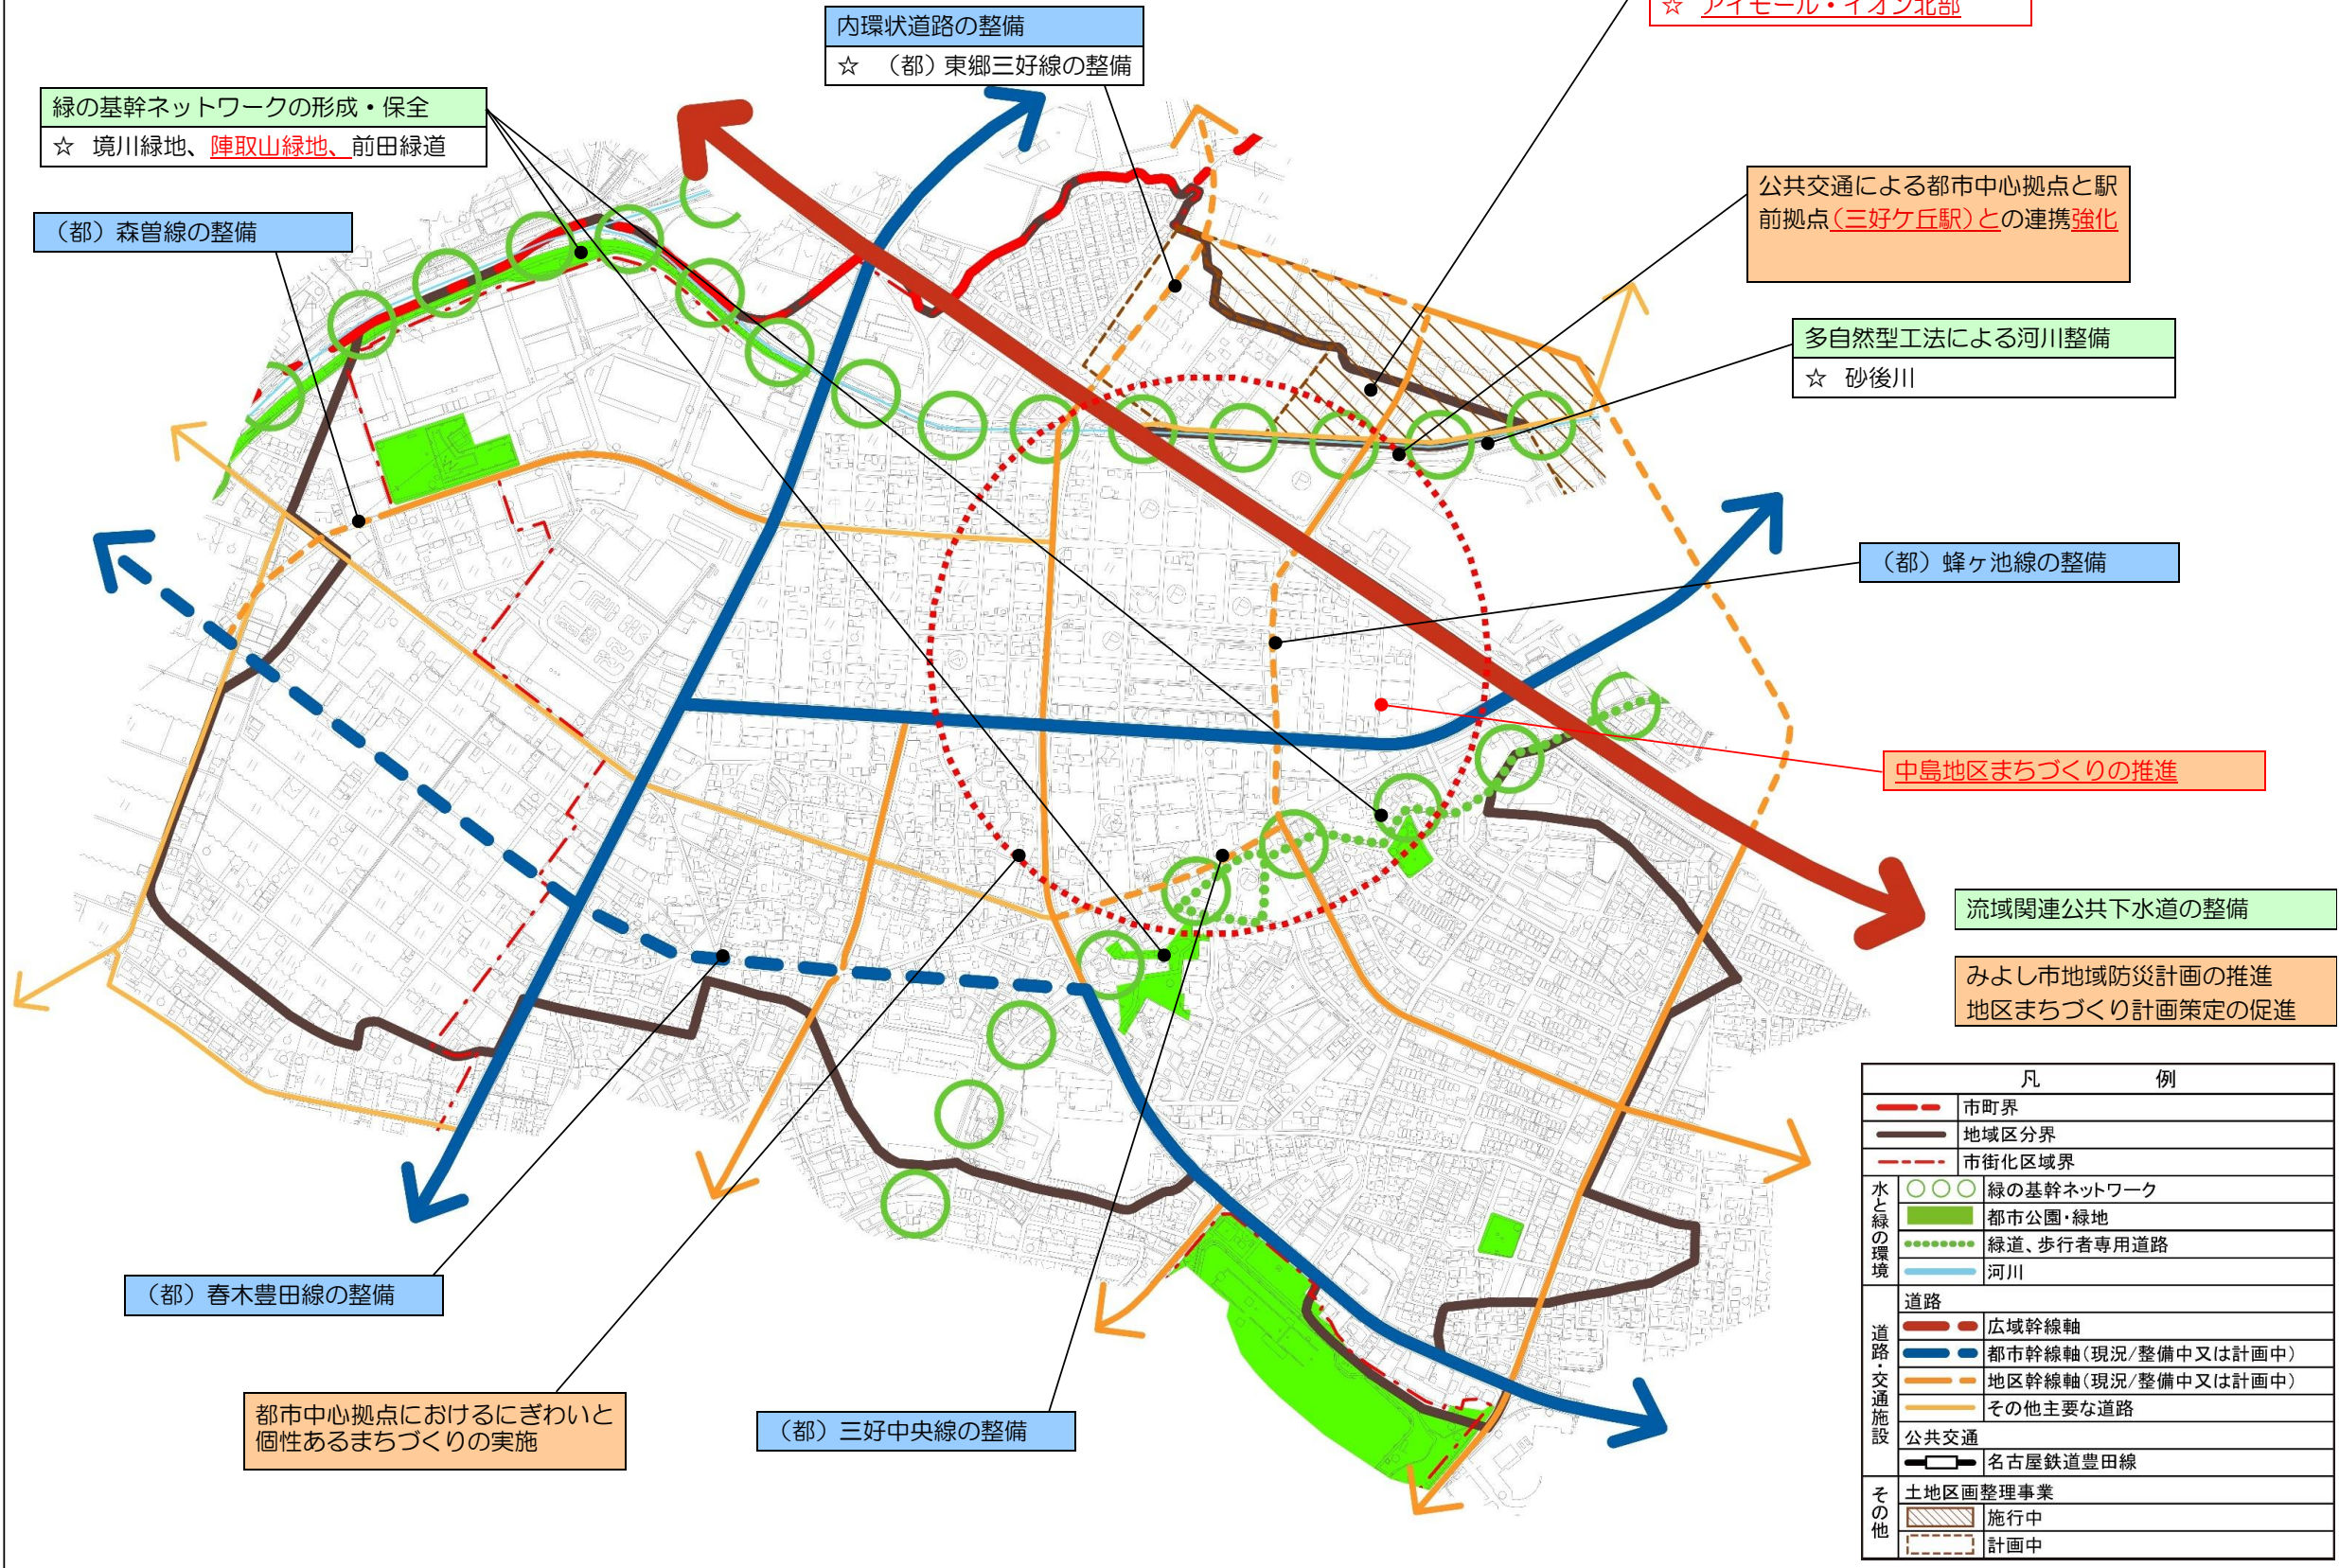 ☆ アイモール・イオン北部
内環状道路の整備
☆ （都）東郷三好線の整備
緑の基幹ネットワークの形成・保全
☆ 境川緑地、陣取山緑地、前田緑道
（都）森曽線の整備
公共交通による都市中心拠点と駅
前拠点（三好ケ丘駅）との連携強化
多自然型工法による河川整備
☆ 砂後川
（都）蜂ヶ池線の整備
中島地区まちづくりの推進
流域関連公共下水道の整備
みよし市地域防災計画の推進
地区まちづくり計画策定の促進
（都）春木豊田線の整備
都市中心拠点におけるにぎわいと
個性あるまちづくりの実施
（都）三好中央線の整備
凡 例
市町界
地域区分界
市街化区域界
水と緑の環境
緑の基幹ネットワーク
都市公園・緑地
緑道、歩行者専用道路
河川
道路・交通施設
道路
広域幹線軸
都市幹線軸（現況/整備中又は計画中）
地区幹線軸（現況/整備中又は計画中）
その他主要な道路
公共交通
名古屋鉄道豊田線
その他
土地区画整理事業
施行中
計画中